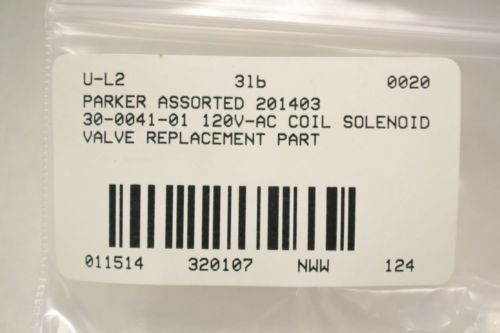 U-L2 3lb 0020
PARKER ASSORTED 201403
30-0041-01 120V-AC COIL SOLENOID
VALVE REPLACEMENT PART
011514 320107 NWW 124